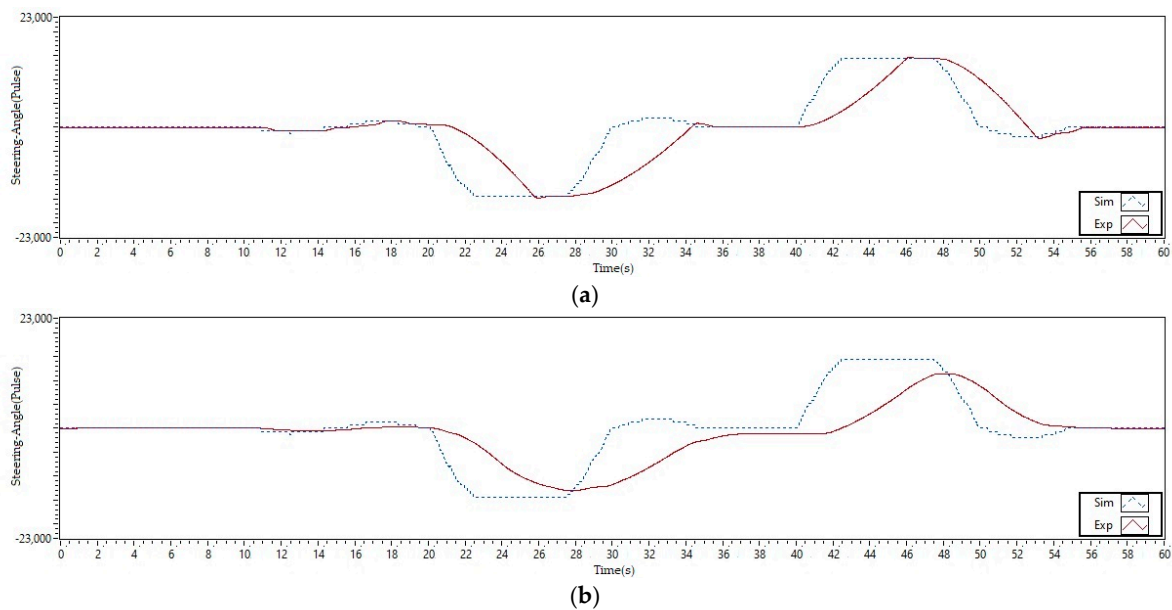 23,000
Steering-Angle(Pulse)
-23,000
Sim
Exp
0 2 4 6 8 10 12 14 16 18 20 22 24 26 28 30 32 34 36 38 40 42 44 46 48 50 52 54 56 58 60
Time(s)
(a)
23,000
Steering-Angle(Pulse)
-23,000
Sim
Exp
0 2 4 6 8 10 12 14 16 18 20 22 24 26 28 30 32 34 36 38 40 42 44 46 48 50 52 54 56 58 60
Time(s)
(b)